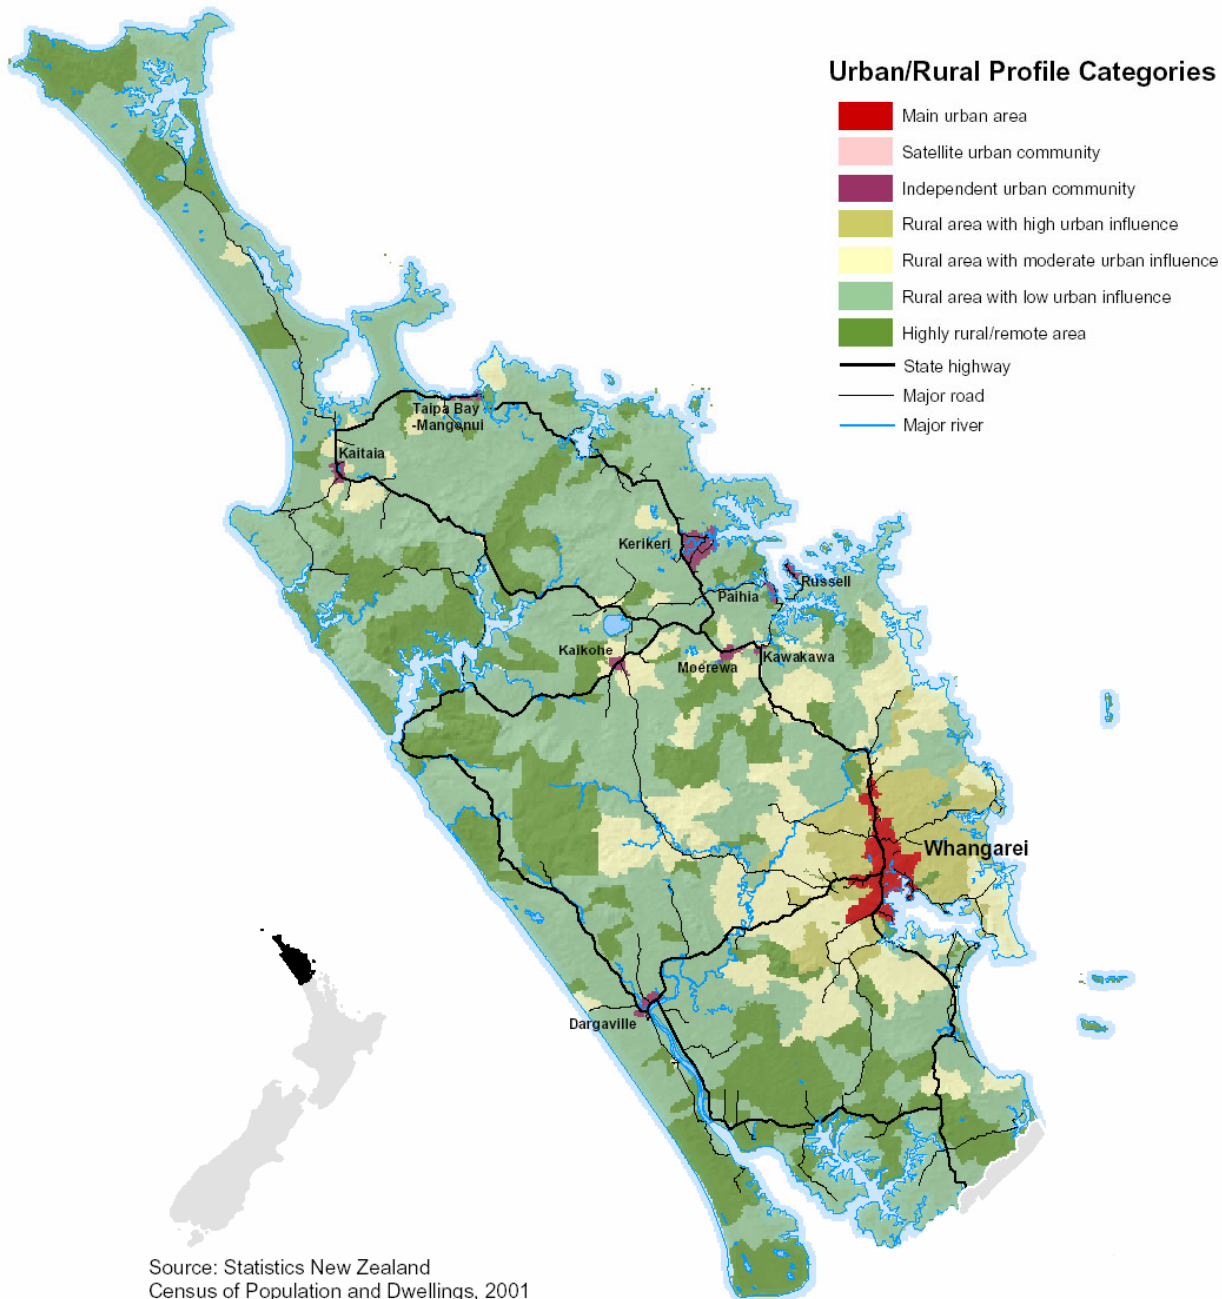 Urban/Rural Profile Categories
Main urban area
Satellite urban community
Independent urban community
Rural area with high urban influence
Rural area with moderate urban influence
Rural area with low urban influence
Highly rural/remote area
State highway
Major road
Major river
Taipa Bay
-Mangonui
Kaitaia
Kerikeri
Russell
Paihia
Kaikohe
Moerewa
Kawakawa
Whangarei
Dargaville
Source: Statistics New Zealand
Census of Population and Dwellings, 2001